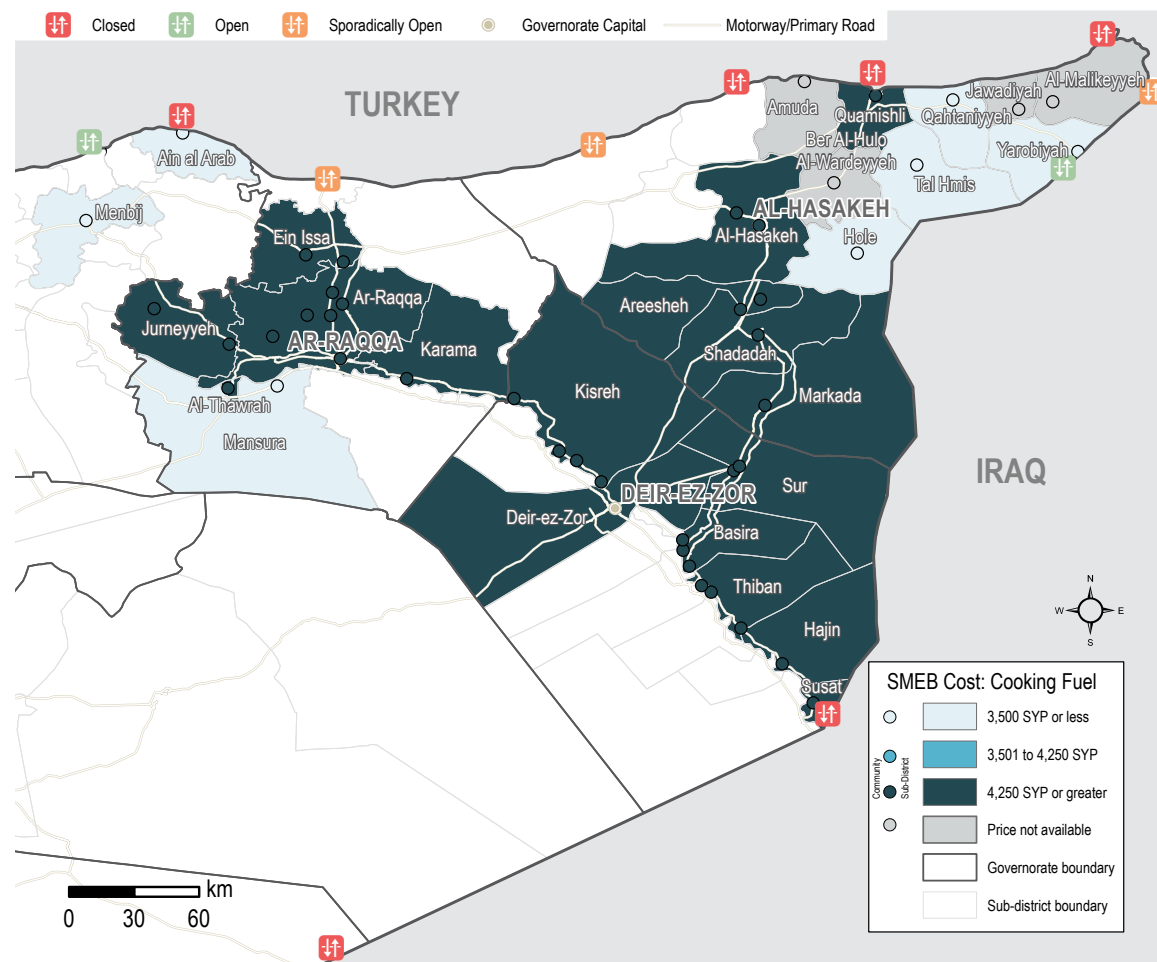 Closed
Open
Sporadically Open
Governorate Capital
Motorway/Primary Road
TURKEY
Al-Malikeyyeh
Jawadiyah
Amuda
Quamishli
Qahtaniyyeh
Ain al Arab
Ber Al-Hulo
Al-Wardeyyeh
Yarobiyah
Tal Hmis
Menbij
AL-HASAKEH
Al-Hasakeh
Ein Issa
Hole
Ar-Raqqa
Areesheh
Jurneyyeh
AR-RAQQA
Karama
Shadadah
Kisreh
Markada
Al-Thawrah
Mansura
IRAQ
Sur
DEIR-EZ-ZOR
Deir-ez-Zor
Basira
Thiban
Hajin
Susat
N
W
E
S
SMEB Cost: Cooking Fuel
Community
Sub-District
3,500 SYP or less
3,501 to 4,250 SYP
4,250 SYP or greater
Price not available
Governorate boundary
Sub-district boundary
km
0 30 60